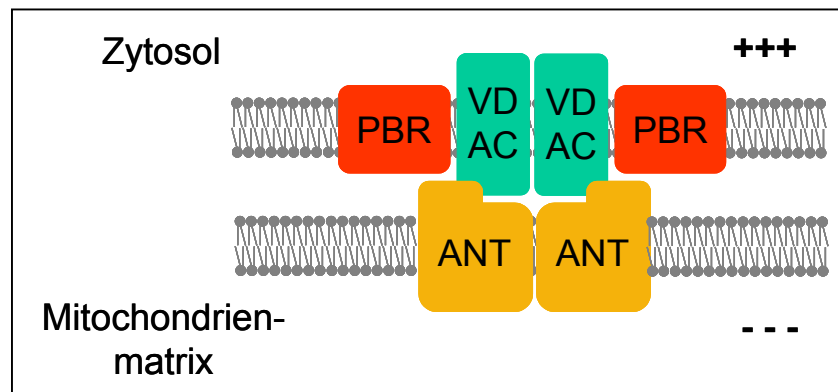 Zytosol
+++
VD
AC
VD
AC
PBR
PBR
ANT
ANT
Mitochondrien-
matrix
- - -